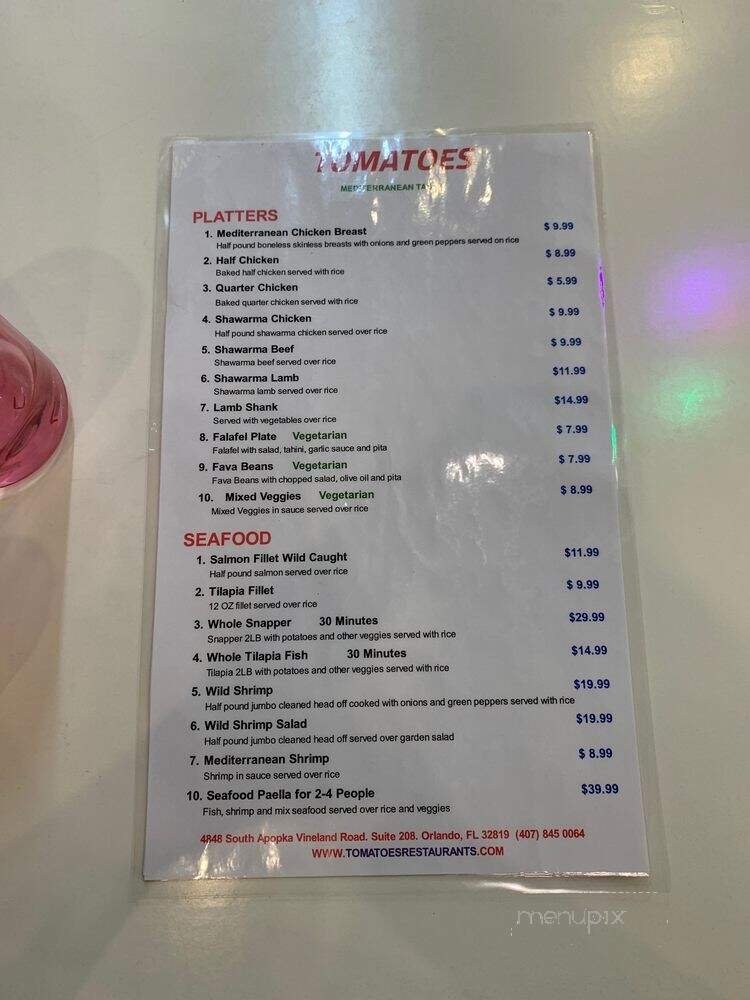 TOMATOES
MEDITERRANEAN
PLATTERS
1. Mediterranean Chicken Breast $ 9.99
Half pound boneless skinless breasts with onions and green peppers served on rice
2. Half Chicken $ 8.99
Baked half chicken served with rice
3. Quarter Chicken $ 5.99
Baked quarter chicken served with rice
4. Shawarma Chicken $ 9.99
Half pound shawarma chicken served over rice
5. Shawarma Beef $ 9.99
Shawarma beef served over rice
6. Shawarma Lamb $11.99
Shawarma lamb served over rice
7. Lamb Shank $14.99
Served with vegetables over rice
8. Falafel Plate Vegetarian $ 7.99
Falafel with salad, tahini, garlic sauce and pita
9. Fava Beans Vegetarian $ 7.99
Fava Beans with chopped salad, olive oil and pita
10. Mixed Veggies Vegetarian $ 8.99
Mixed Veggies in sauce served over rice
SEAFOOD
1. Salmon Fillet Wild Caught $11.99
Half pound salmon served over rice
2. Tilapia Fillet $ 9.99
12 OZ fillet served over rice
3. Whole Snapper 30 Minutes $29.99
Snapper 2LB with potatoes and other veggies served with rice
4. Whole Tilapia Fish 30 Minutes $14.99
Tilapia 2LB with potatoes and other veggies served with rice
5. Wild Shrimp $19.99
Half pound jumbo cleaned head off cooked with onions and green peppers served with rice
6. Wild Shrimp Salad $19.99
Half pound jumbo cleaned head off served over garden salad
7. Mediterranean Shrimp $ 8.99
Shrimp in sauce served over rice
10. Seafood Paella for 2-4 People $39.99
Fish, shrimp and mix seafood served over rice and veggies
4848 South Apopka Vineland Road. Suite 208. Orlando, FL 32819 (407) 845 0064
WWW.TOMATOESRESTAURANTS.COM
menupix